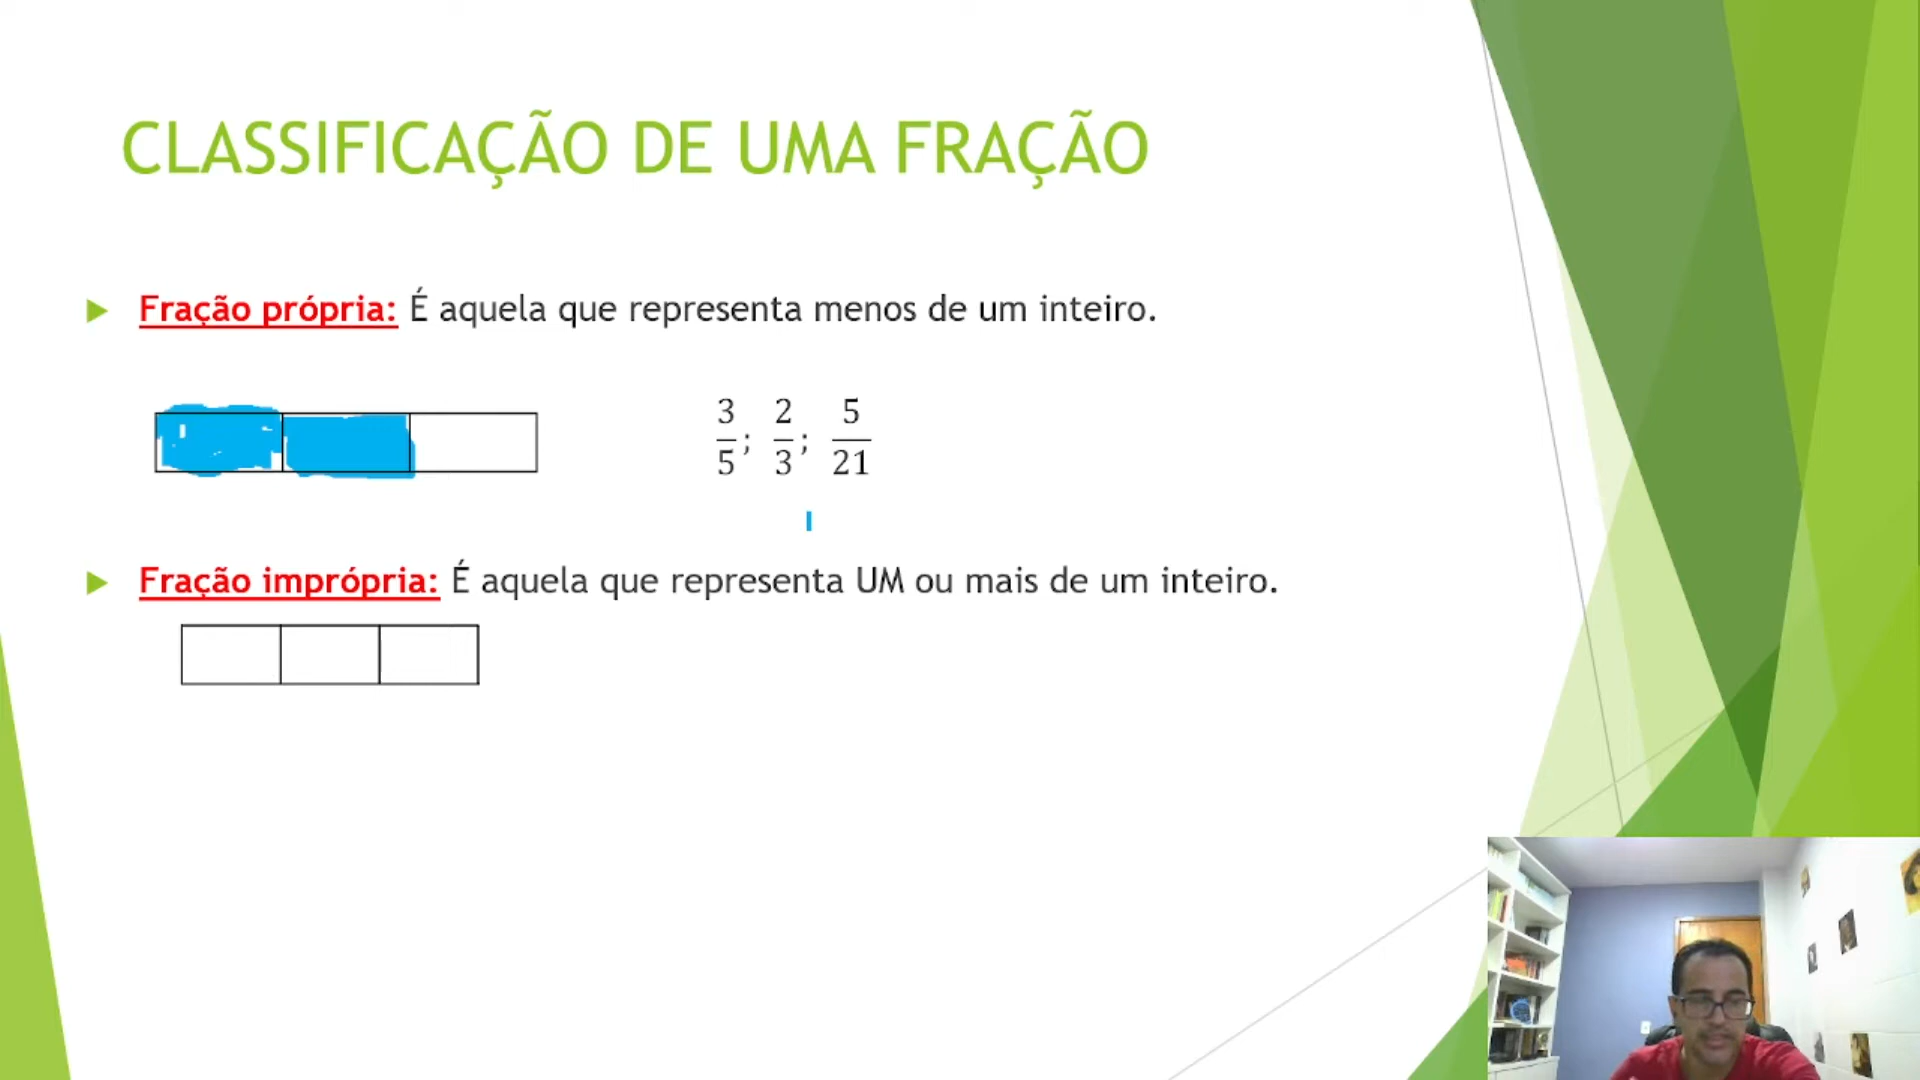 CLASSIFICAÇÃO DE UMA FRAÇÃO
Fração própria: É aquela que representa menos de um inteiro.
3/5; 2/3; 5/21
Fração imprópria: É aquela que representa UM ou mais de um inteiro.